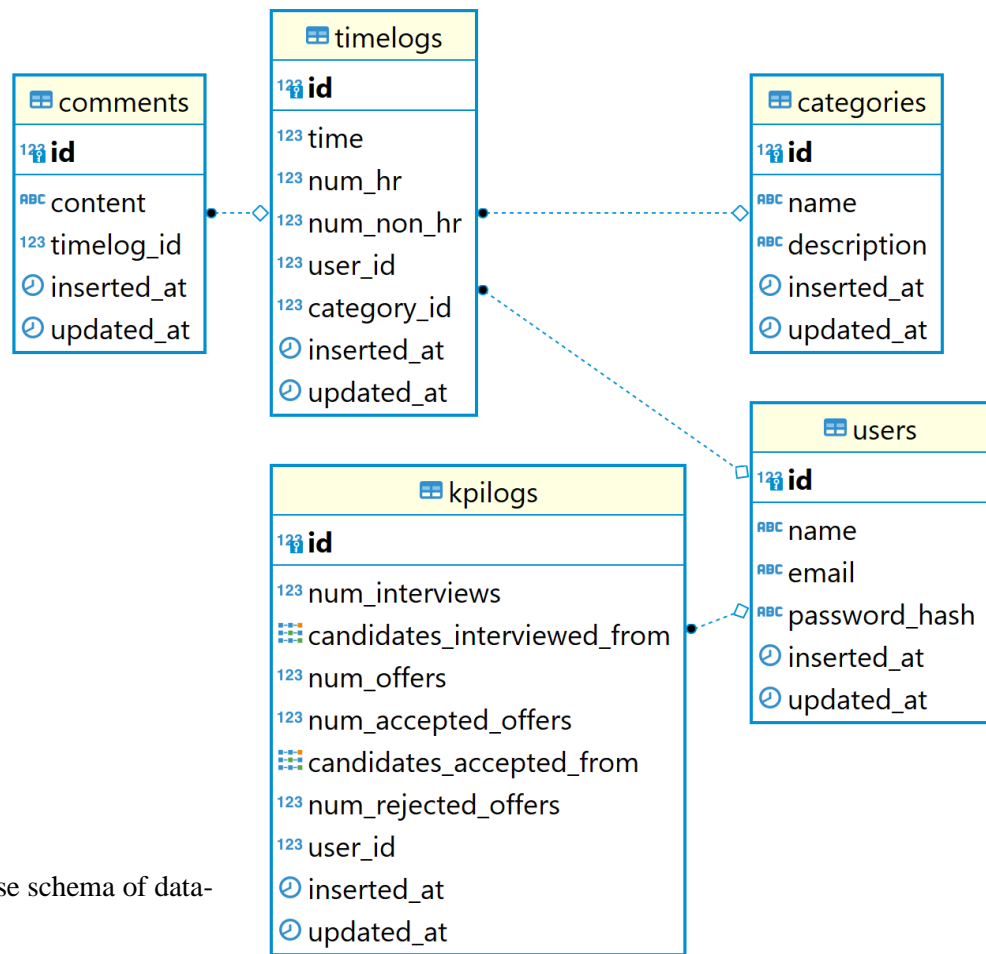 comments
id
content
timelog_id
inserted_at
updated_at
timelogs
id
time
num_hr
num_non_hr
user_id
category_id
inserted_at
updated_at
categories
id
name
description
inserted_at
updated_at
users
id
name
email
password_hash
inserted_at
updated_at
kpilogs
id
num_interviews
candidates_interviewed_from
num_offers
num_accepted_offers
candidates_accepted_from
num_rejected_offers
user_id
inserted_at
updated_at
se schema of data-